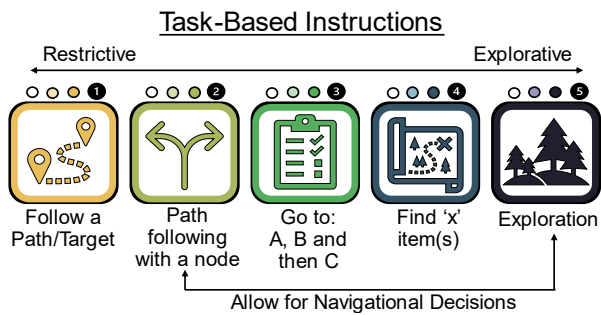 Task-Based Instructions
Restrictive
Explorative
1
2
3
4
5
Follow a
Path/Target
Path
following
with a node
Go to:
A, B and
then C
Find ‘x’
item(s)
Exploration
Allow for Navigational Decisions